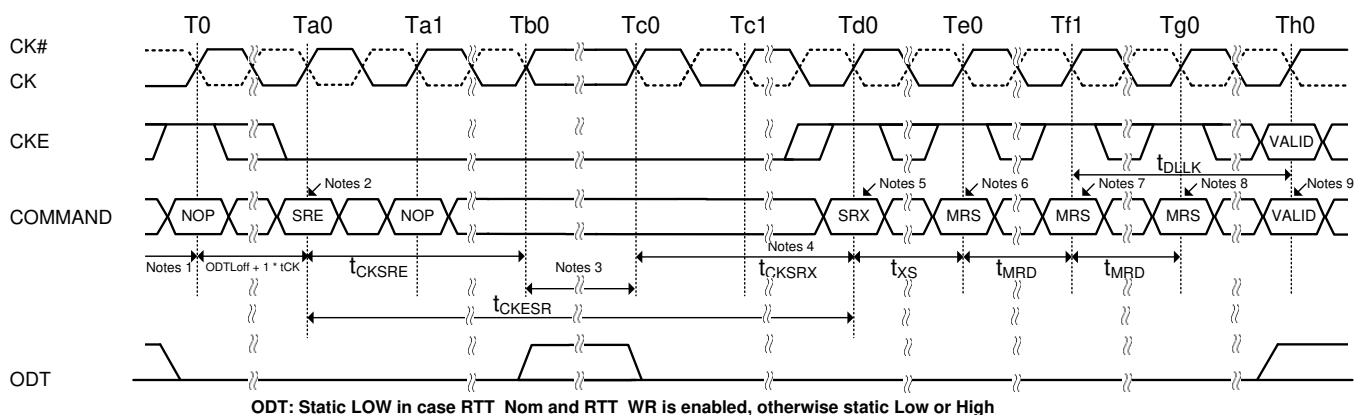 T0 Ta0 Ta1 Tb0 Tc0 Tc1 Td0 Te0 Tf1 Tg0 Th0
CK#
CK
CKE
VALID
tDLLK
Notes 2
Notes 5
Notes 6
Notes 7
Notes 8
Notes 9
COMMAND
NOP SRE NOP SRX MRS MRS MRS VALID
Notes 1
ODTLoff + 1 * tCK
tCKSRE
Notes 3
Notes 4
tCKSRX
tXS
tMRD
tMRD
tCKESR
ODT
ODT: Static LOW in case RTT_Nom and RTT_WR is enabled, otherwise static Low or High